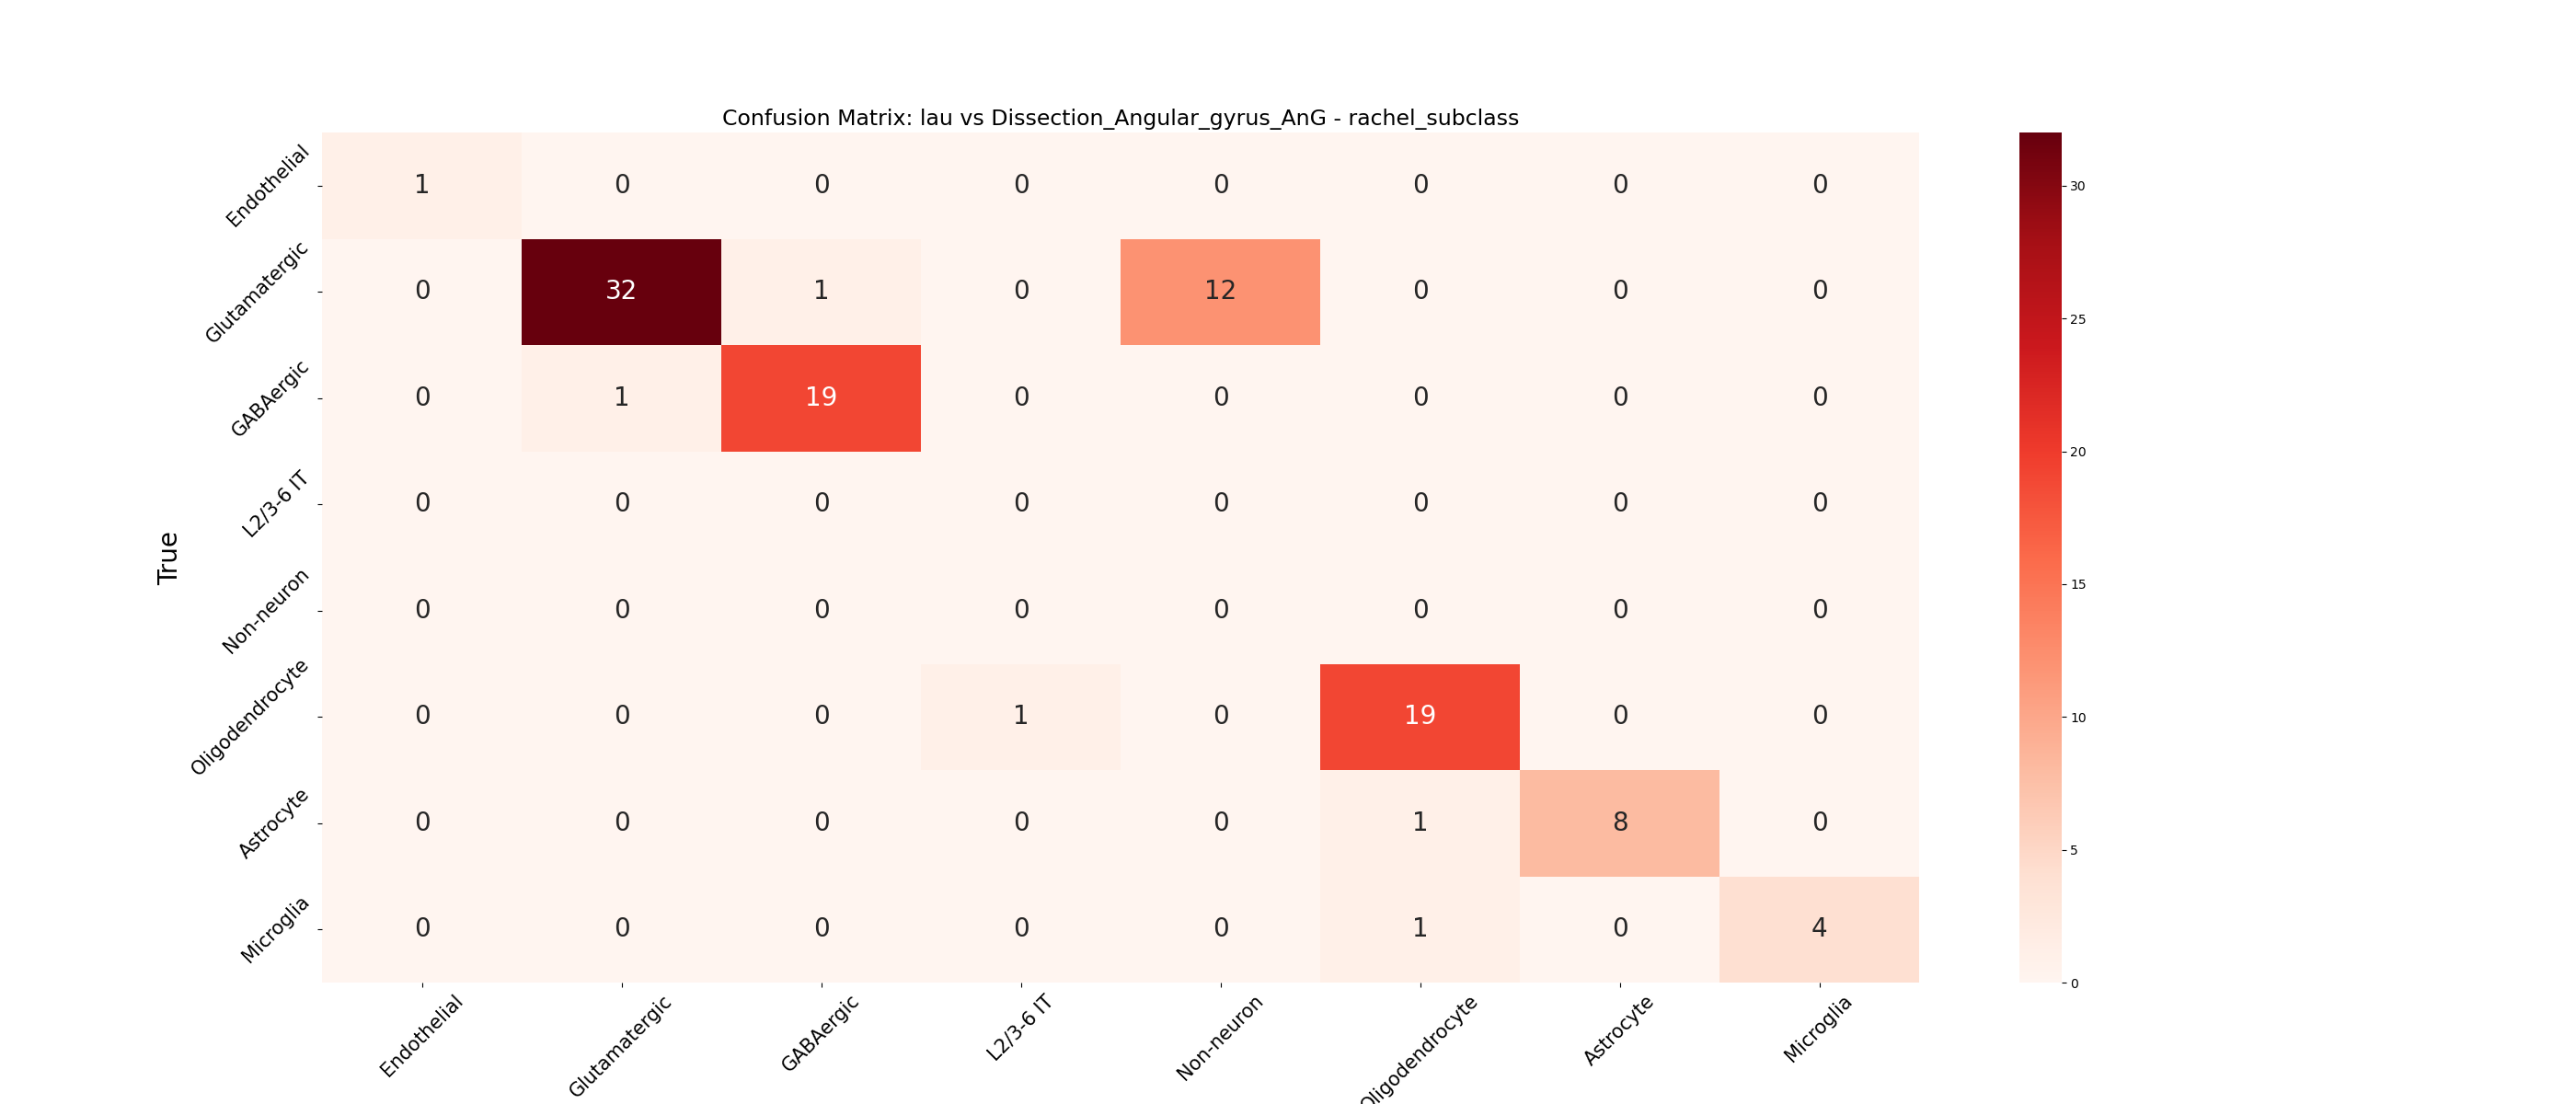 Confusion Matrix: lau vs Dissection_Angular_gyrus_AnG - rachel_subclass
True
Endothelial 1 0 0 0 0 0 0 0
Glutamatergic 0 32 1 0 12 0 0 0
GABAergic 0 1 19 0 0 0 0 0
L2/3-6 IT 0 0 0 0 0 0 0 0
Non-neuron 0 0 0 0 0 0 0 0
Oligodendrocyte 0 0 0 1 0 19 0 0
Astrocyte 0 0 0 0 0 1 8 0
Microglia 0 0 0 0 0 1 0 4
Endothelial Glutamatergic GABAergic L2/3-6 IT Non-neuron Oligodendrocyte Astrocyte Microglia
30
25
20
15
10
5
0